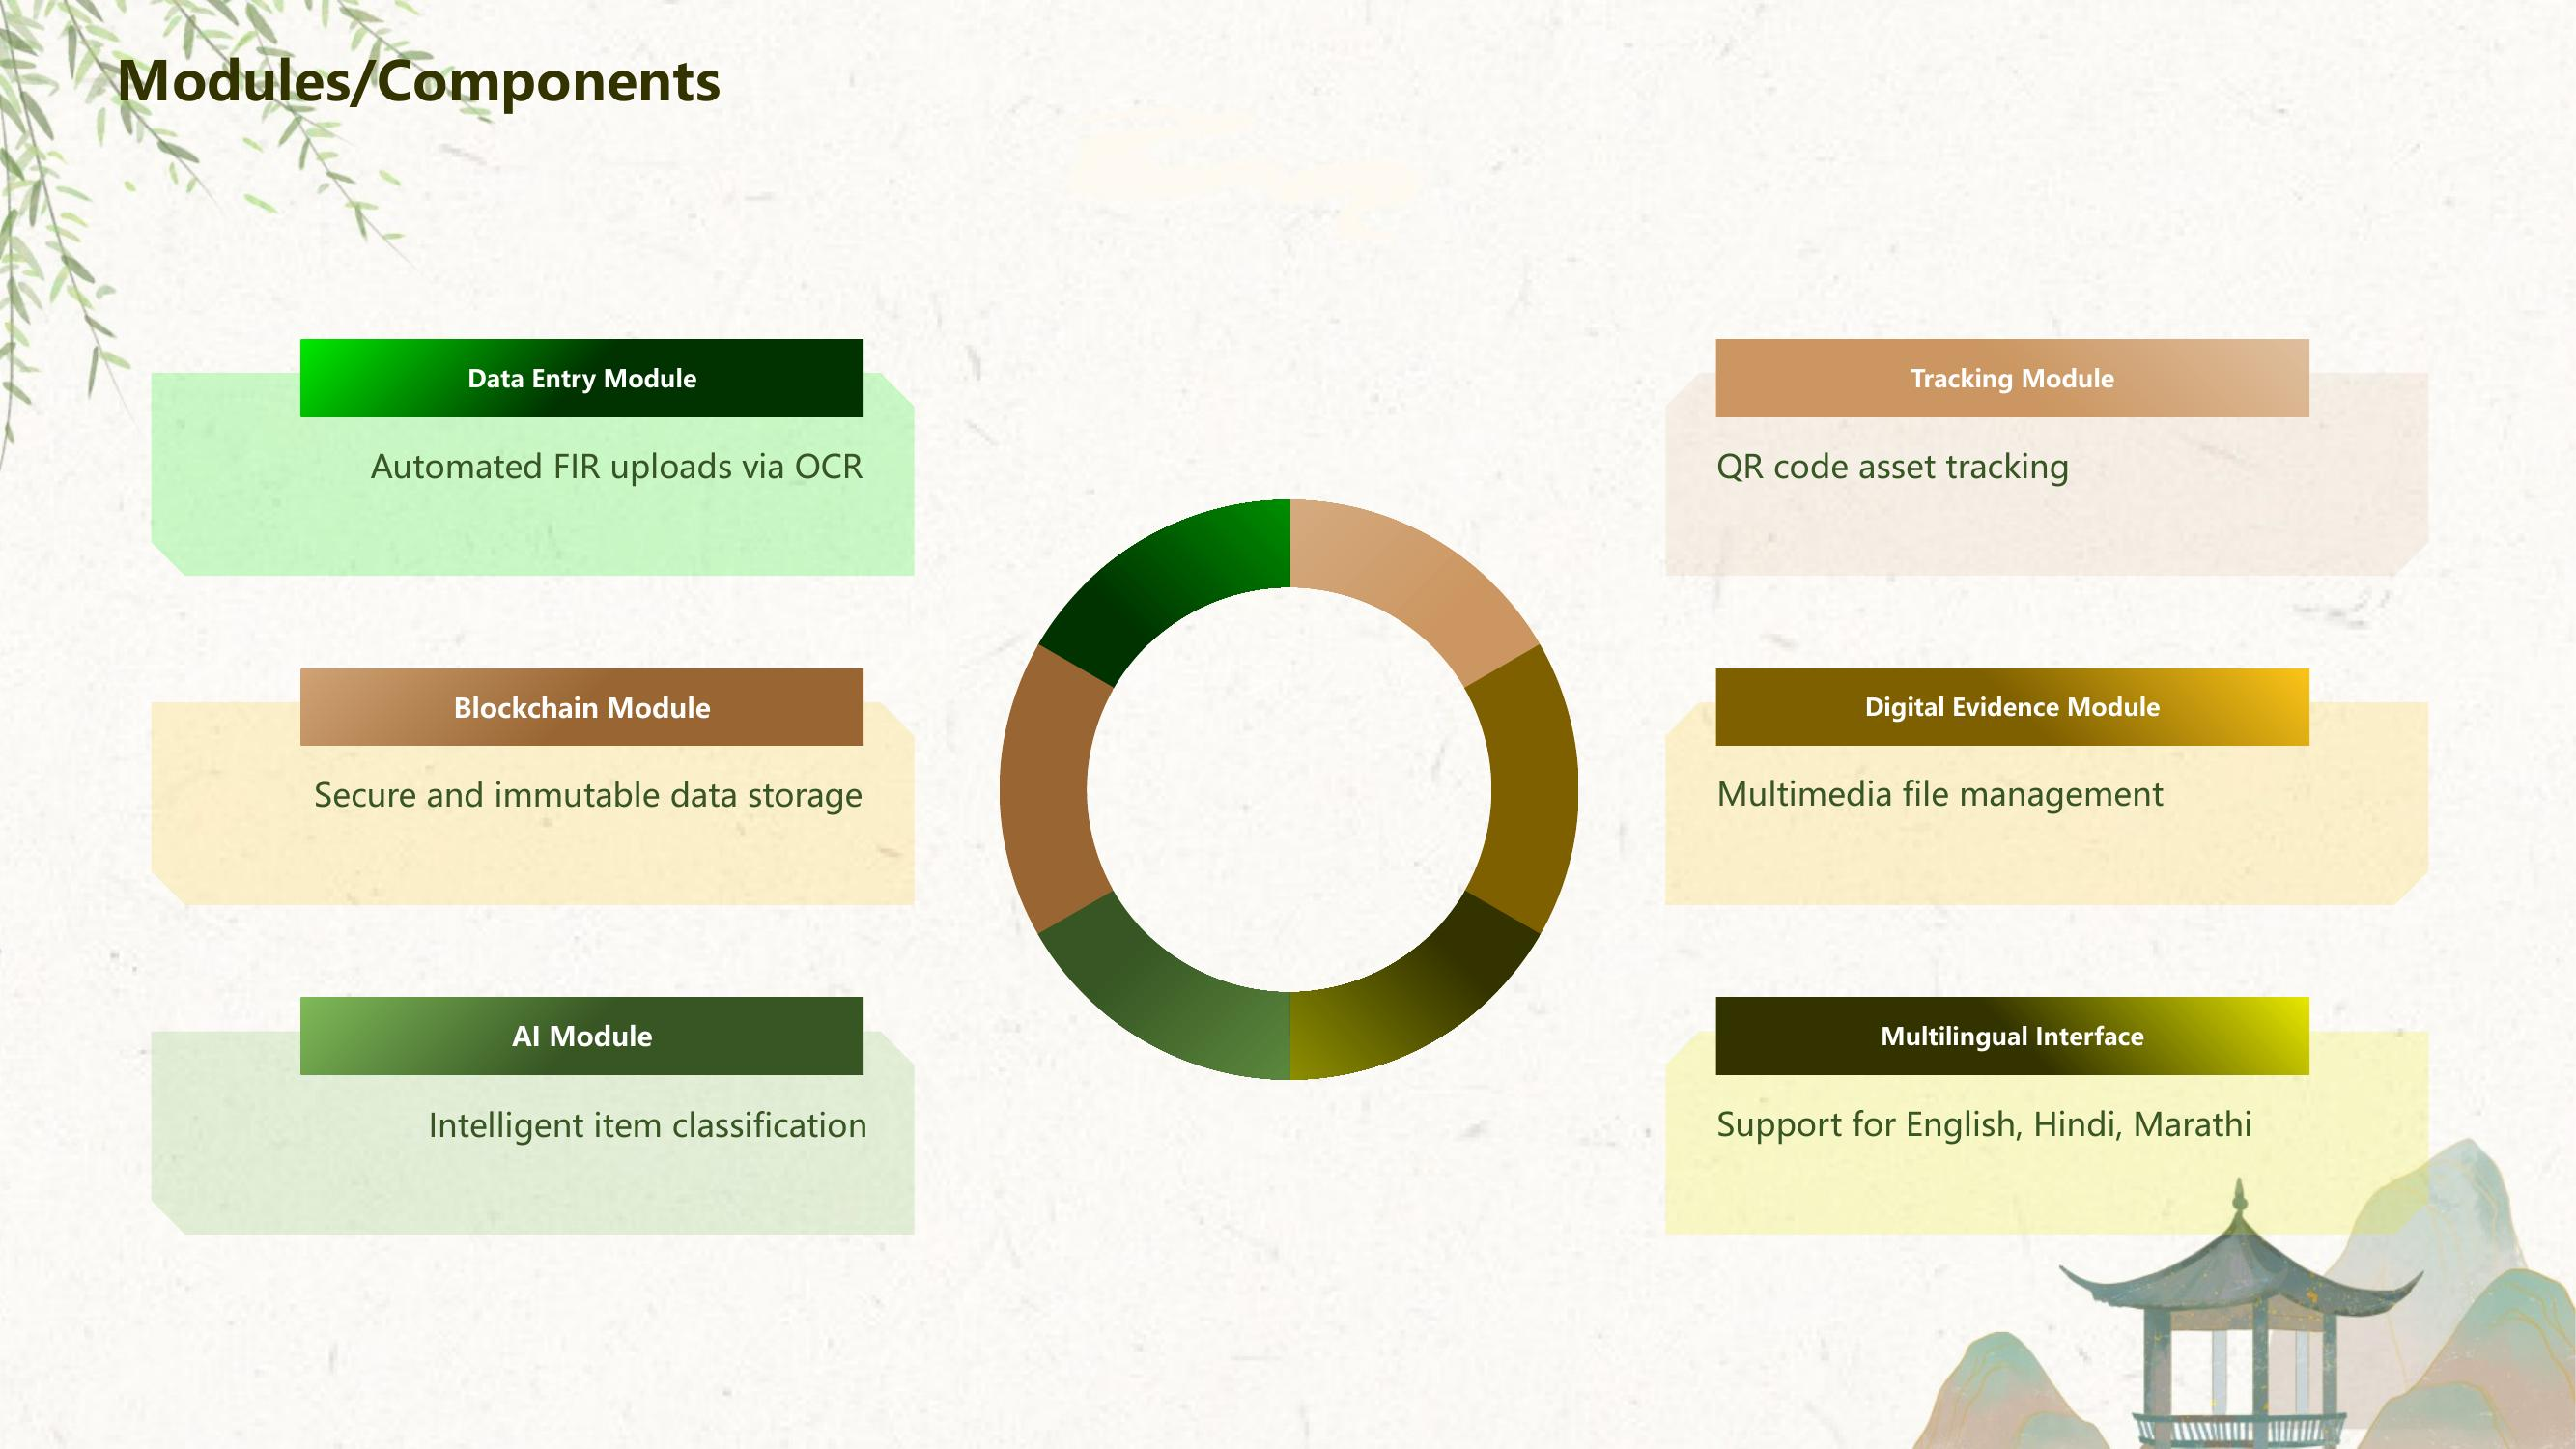 Modules/Components
Data Entry Module
Automated FIR uploads via OCR
Blockchain Module
Secure and immutable data storage
AI Module
Intelligent item classification
Tracking Module
QR code asset tracking
Digital Evidence Module
Multimedia file management
Multilingual Interface
Support for English, Hindi, Marathi